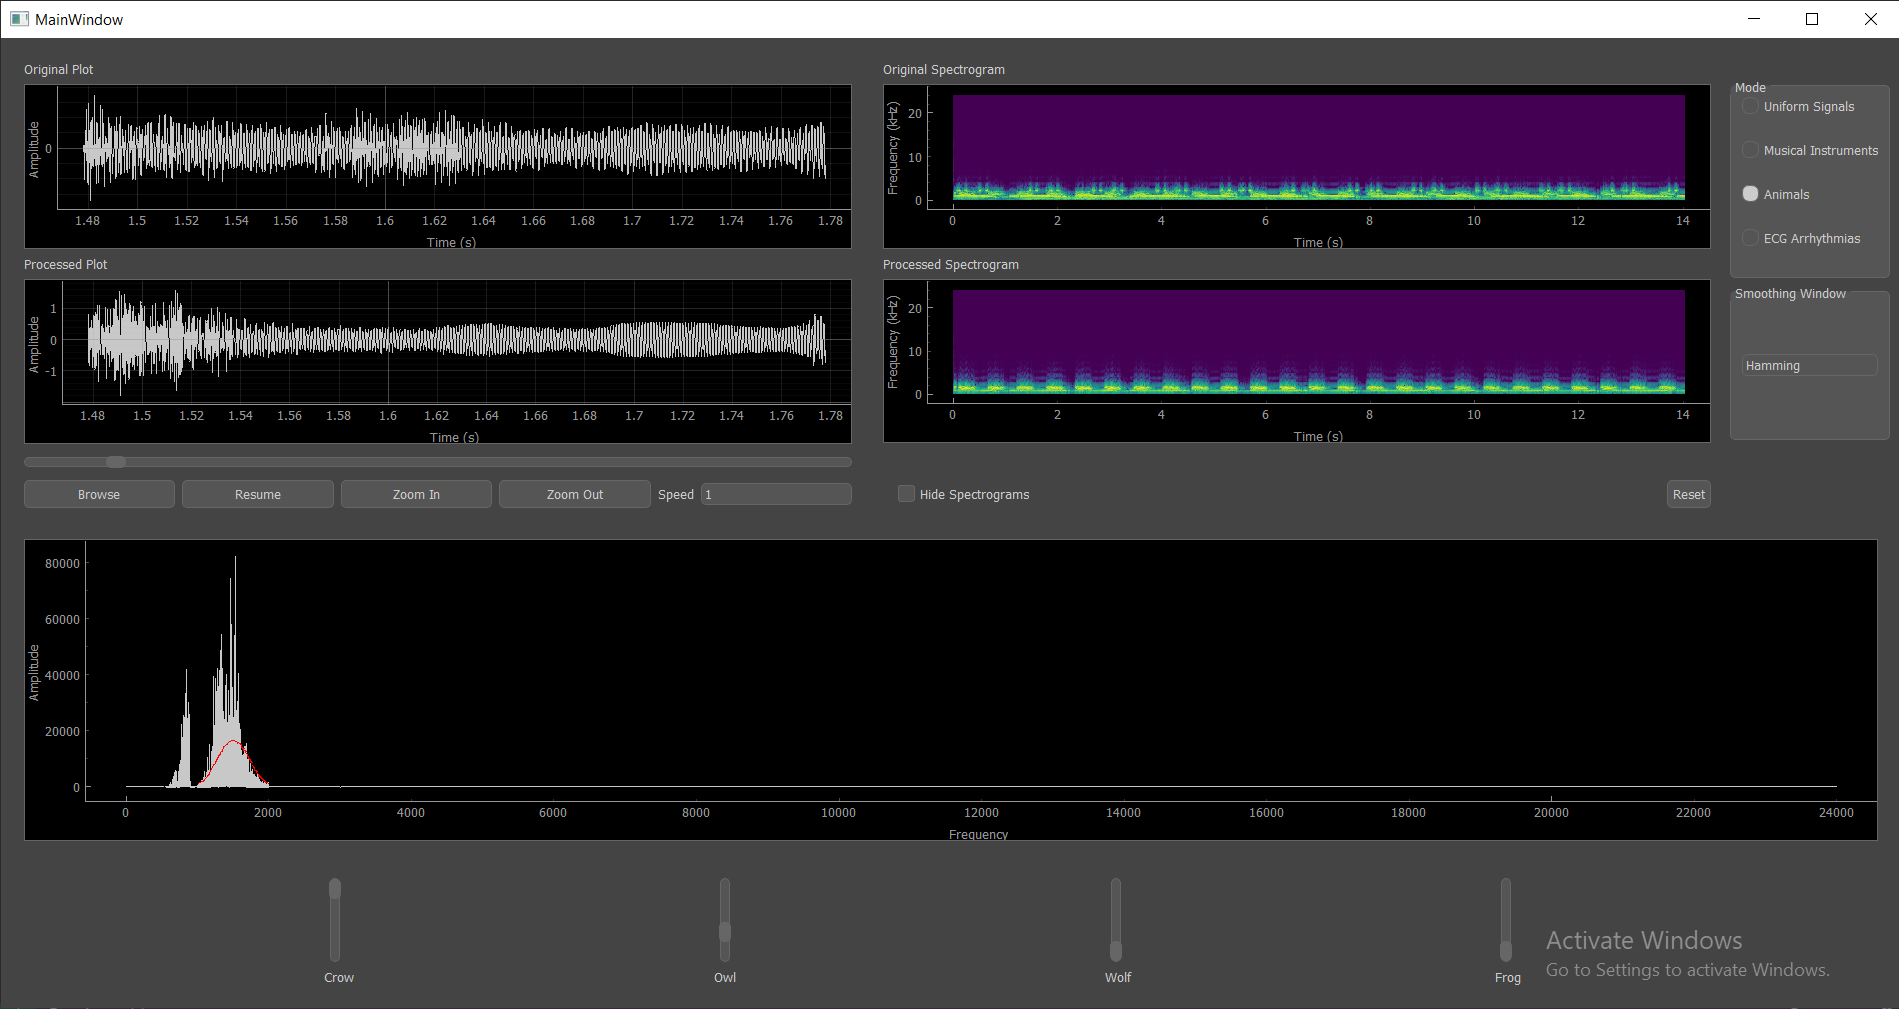 MainWindow
Original Plot
Amplitude
0
1.48 1.5 1.52 1.54 1.56 1.58 1.6 1.62 1.64 1.66 1.68 1.7 1.72 1.74 1.76 1.78
Time (s)
Original Spectrogram
Frequency (kHz)
20
10
0
0 2 4 6 8 10 12 14
Time (s)
Mode
Uniform Signals
Musical Instruments
Animals
ECG Arrhythmias
Processed Plot
Amplitude
1
0
-1
1.48 1.5 1.52 1.54 1.56 1.58 1.6 1.62 1.64 1.66 1.68 1.7 1.72 1.74 1.76 1.78
Time (s)
Processed Spectrogram
Frequency (kHz)
20
10
0
0 2 4 6 8 10 12 14
Time (s)
Smoothing Window
Hamming
Browse Resume Zoom In Zoom Out Speed 1
Hide Spectrograms Reset
Amplitude
80000
60000
40000
20000
0
0 2000 4000 6000 8000 10000 12000 14000 16000 18000 20000 22000 24000
Frequency
Crow Owl Wolf Frog
Activate Windows
Go to Settings to activate Windows.